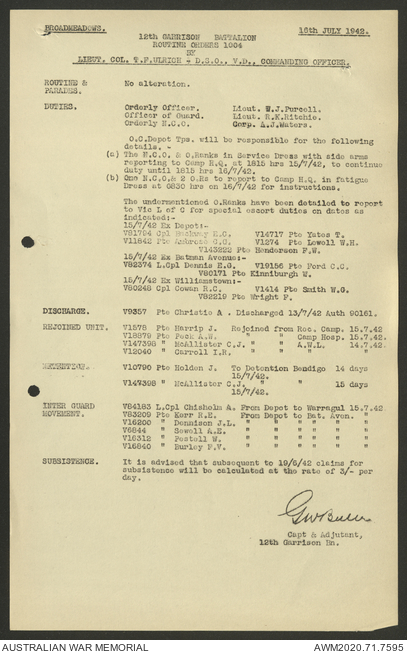 BROADMEADOWS. 16th JULY 1942.
12th GARRISON BATTALION
ROUTINE ORDERS 1004
BY
LIEUT. COL. T.F.ULRICH - D.S.O., V.D., COMMANDING OFFICER.
ROUTINE & No alteration.
PARADES.
DUTIES. Orderly Officer. Lieut. W.J.Purcell.
Officer of Guard. Lieut. R.K.Ritchie.
Orderly N.C.O. Corp. A.J.Waters.
O.C.Depot Tps. will be responsible for the following
details. -
(a) The N.C.O. & O.Ranks in Service Dress with side arms
reporting to Camp H.Q. at 1815 hrs 15/7/42, to continue
duty until 1815 hrs 16/7/42.
(b) One N.C.O.& 2 O.Rs to report to Camp H.Q. in fatigue
Dress at 0830 hrs on 16/7/42 for instructions.
The undermentioned O.Ranks have been detailed to report
to Vic L of C for special escort duties on dates as
indicated:-
15/7/42 Ex Depot:-
V81794 Cpl E.C. V14717 Pte Yates T.
V11842 Pte C.C. V1274 Pte Lowell W.H.
V143222 Pte Henderson F.W.
15/7/42 Ex Batman Avenue:-
V82374 L.Cpl Dennis E.G. V19156 Pte Ford C.C.
V80171 Pte Kinniburgh W.
15/7/42 Ex Williamstown:-
V80248 Cpl Cowan R.C. V1414 Pte Smith W.G.
V82219 Pte Wright F.
DISCHARGE. V9357 Pte Christie A. Discharged 13/7/42 Auth 90161.
REJOINED UNIT. V1578 Pte Harrip J. Rejoined from Rec. Camp. 15.7.42
V18879 Pte Peck A.W. " " Camp Hosp. 15.7.42
V147398 " McAllister C.J. " " A.W.L. 14.7.42
V12040 " Carroll I.R. " " " "
DETENTION. V10790 Pte Holden J. To Detention Bendigo 14 days
15/7/42.
V147398 " McAllister C.J. " " 15 days
15/7/42.
INTER GUARD V84183 L.Cpl Chisholm A. From Depot to Warragul 15.7.42
MOVEMENT. V83209 Pte Kerr R.E. From Depot to Bat. Aven. "
V16200 " Dennison J.L. " " " " "
V6844 " Sewell A.E. " " " " "
V16312 " Postell W. " " " " "
V16840 " Burley F.V. " " " " "
SUBSISTENCE. It is advised that subsequent to 19/6/42 claims for
subsistence will be calculated at the rate of 3/- per
day.
Capt & Adjutant,
12th Garrison Bn.
AUSTRALIAN WAR MEMORIAL AWM2020.71.7595